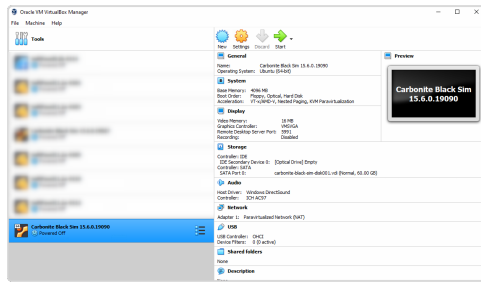 Oracle VM VirtualBox Manager
File Machine Help
Tools
New Settings Discard Start
General
Name: Carbonite Black Sim 15.6.0.19090
Operating System: Ubuntu (64-bit)
System
Base Memory: 4096 MB
Boot Order: Floppy, Optical, Hard Disk
Acceleration: VT-x/AMD-V, Nested Paging, KVM Paravirtualization
Display
Video Memory: 16 MB
Graphics Controller: VMSVGA
Remote Desktop Server Port: 5991
Recording: Disabled
Storage
Controller: IDE
IDE Secondary Device 0: [Optical Drive] Empty
Controller: SATA
SATA Port 0: carbonite-black-sim-disk001.vdi (Normal, 60.00 GB)
Audio
Host Driver: Windows DirectSound
Controller: ICH AC97
Network
Adapter 1: Paravirtualized Network (NAT)
USB
USB Controller: OHCI
Device Filters: 0 (0 active)
Shared folders
None
Description
Preview
Carbonite Black Sim
15.6.0.19090
Carbonite Black Sim 15.6.0.19090
Powered Off